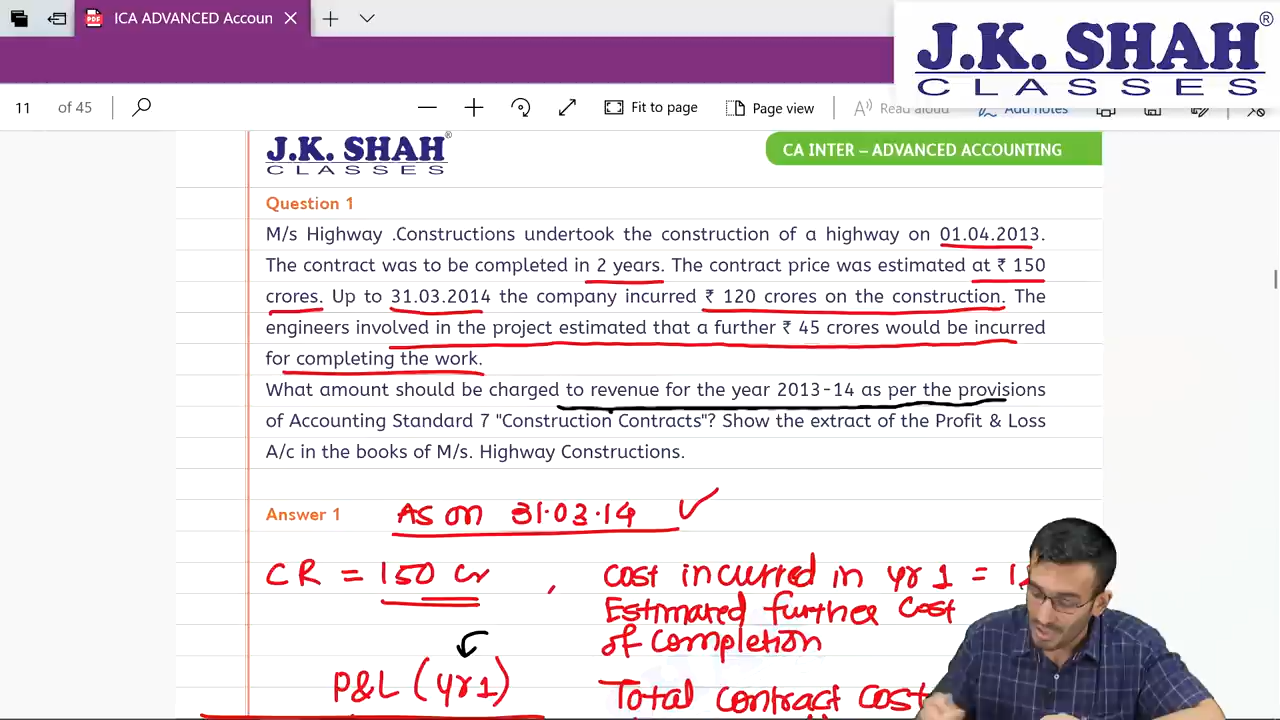 ICA ADVANCED Accoun
J.K. SHAH®
CLASSES
11 of 45
Fit to page
Page view
Read aloud
Add notes
J.K. SHAH®
CLASSES
CA INTER – ADVANCED ACCOUNTING
Question 1
M/s Highway .Constructions undertook the construction of a highway on 01.04.2013.
The contract was to be completed in 2 years. The contract price was estimated at ₹ 150
crores. Up to 31.03.2014 the company incurred ₹ 120 crores on the construction. The
engineers involved in the project estimated that a further ₹ 45 crores would be incurred
for completing the work.
What amount should be charged to revenue for the year 2013-14 as per the provisions
of Accounting Standard 7 "Construction Contracts"? Show the extract of the Profit & Loss
A/c in the books of M/s. Highway Constructions.
Answer 1 As on 31.03.14
CR = 150 cr , cost incurred in yr 1 =
Estimated further cost
of completion
P&L (yr1)
Total contract cost